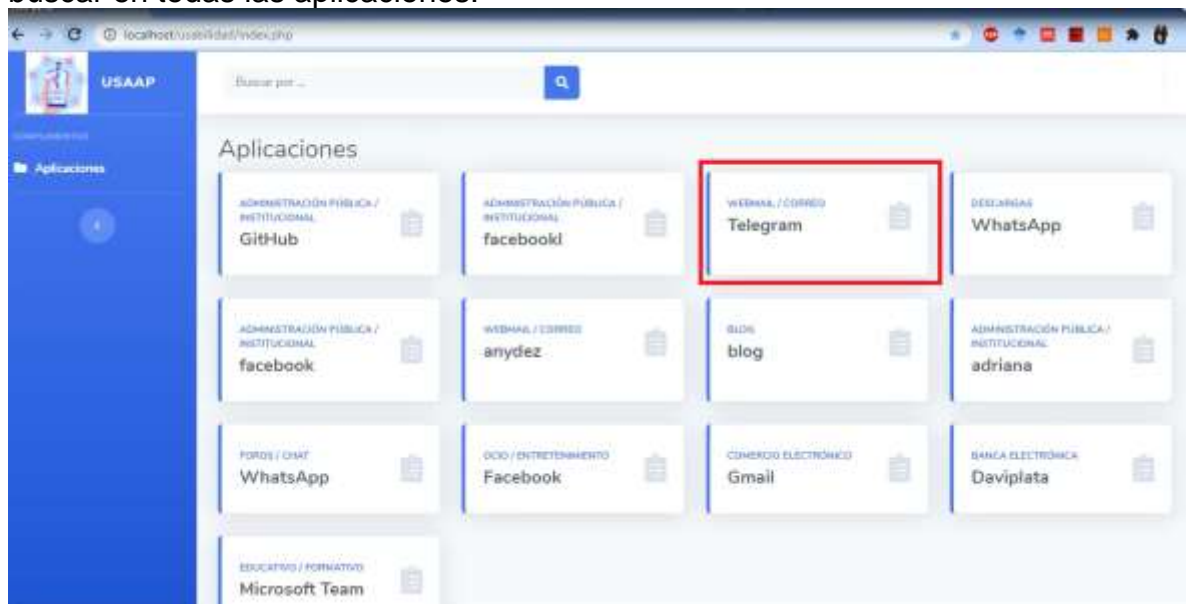 buscar en todas las aplicaciones.
localhost/usabilidad/index.php
USAAP
Buscar por ...
COMPLEMENTOS
Aplicaciones
Aplicaciones
ADMINISTRACIÓN PÚBLICA /
INSTITUCIONAL
GitHub
ADMINISTRACIÓN PÚBLICA /
INSTITUCIONAL
facebookl
WEBMAIL / CORREO
Telegram
DESCARGAS
WhatsApp
ADMINISTRACIÓN PÚBLICA /
INSTITUCIONAL
facebook
WEBMAIL / CORREO
anydez
BLOG
blog
ADMINISTRACIÓN PÚBLICA /
INSTITUCIONAL
adriana
FOROS / CHAT
WhatsApp
OCIO / ENTRETENIMIENTO
Facebook
COMERCIO ELECTRÓNICO
Gmail
BANCA ELECTRÓNICA
Daviplata
EDUCATIVO / FORMATIVO
Microsoft Team